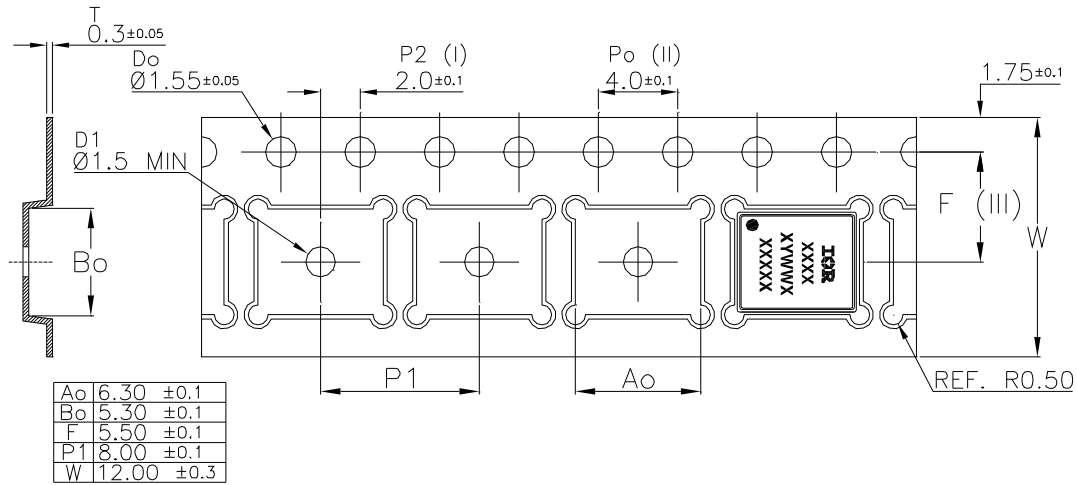 T
0.3±0.05
Do
Ø1.55±0.05
P2 (I)
2.0±0.1
Po (II)
4.0±0.1
1.75±0.1
D1
Ø1.5 MIN
Bo
F (III)
W
IOR
XXXX
XYWWX
XXXXX
P1
Ao
REF. R0.50
Ao 6.30 ±0.1
Bo 5.30 ±0.1
F 5.50 ±0.1
P1 8.00 ±0.1
W 12.00 ±0.3